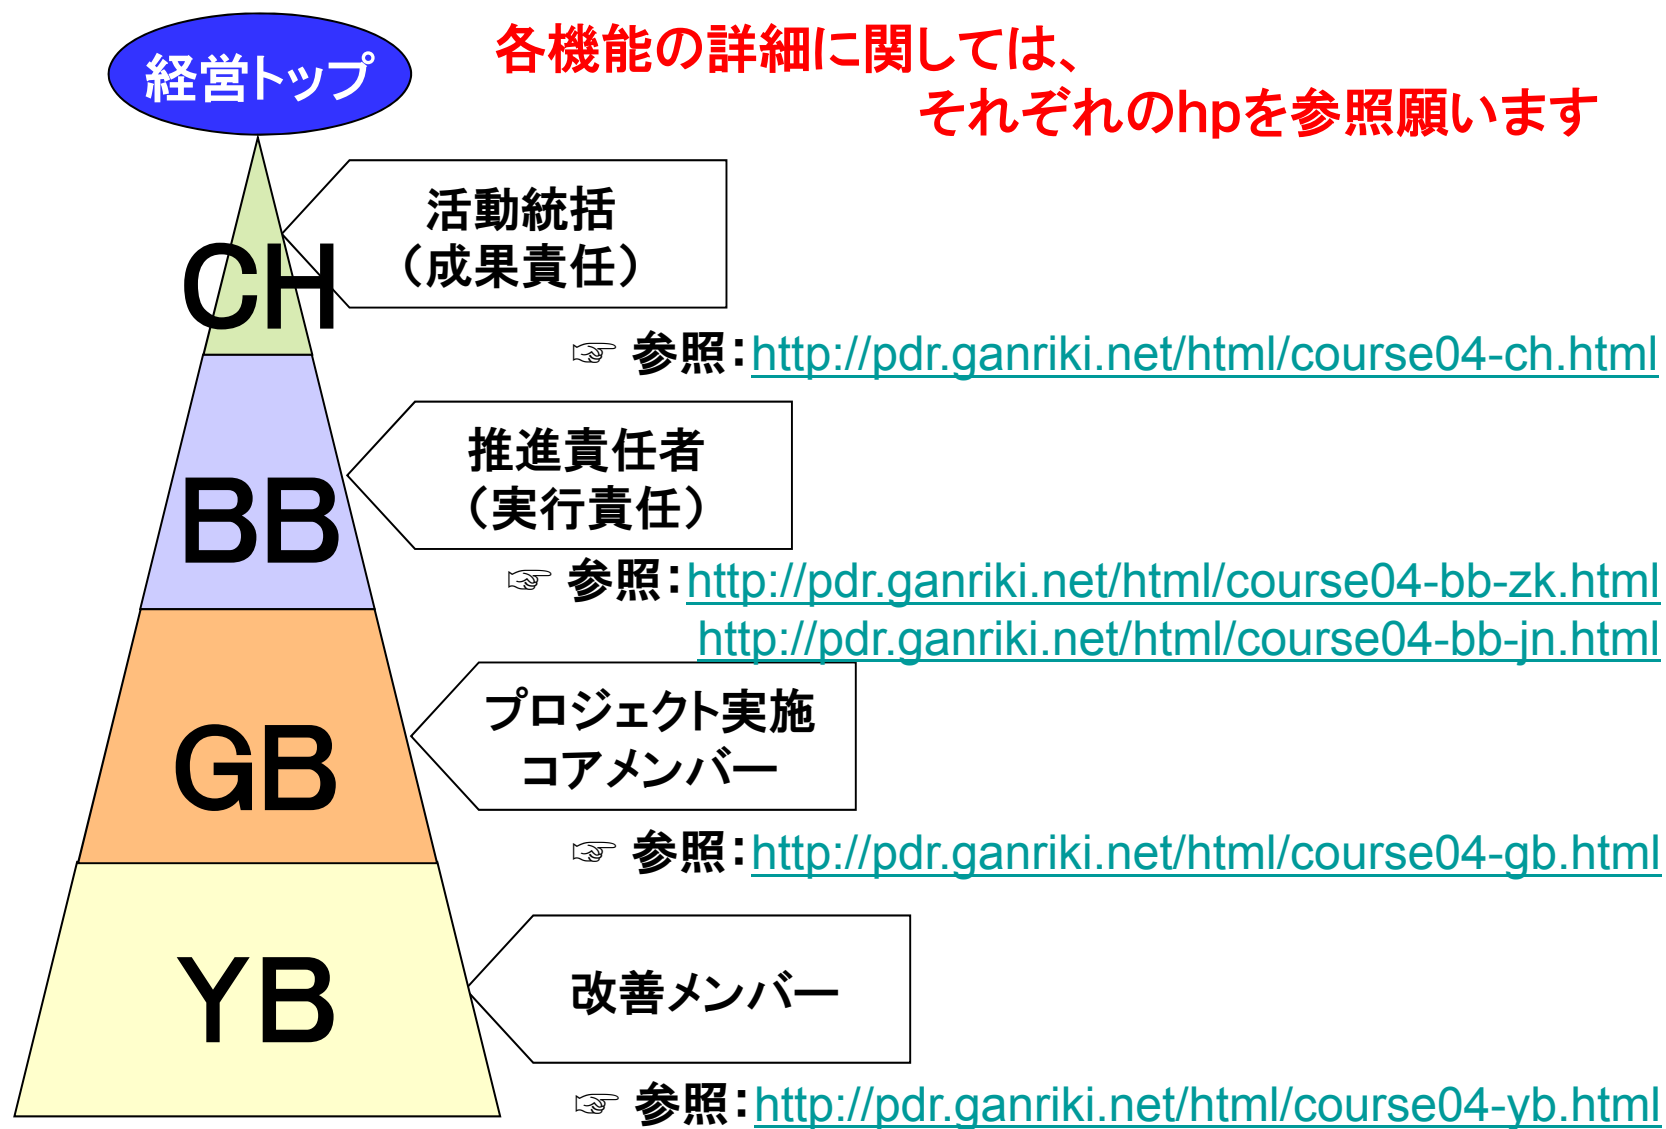 経営トップ
各機能の詳細に関しては、
それぞれのhpを参照願います
CH
活動統括
（成果責任）
☞ 参照：http://pdr.ganriki.net/html/course04-ch.html
BB
推進責任者
（実行責任）
☞ 参照：http://pdr.ganriki.net/html/course04-bb-zk.html
http://pdr.ganriki.net/html/course04-bb-jn.html
GB
プロジェクト実施
コアメンバー
☞ 参照：http://pdr.ganriki.net/html/course04-gb.html
YB
改善メンバー
☞ 参照：http://pdr.ganriki.net/html/course04-yb.html